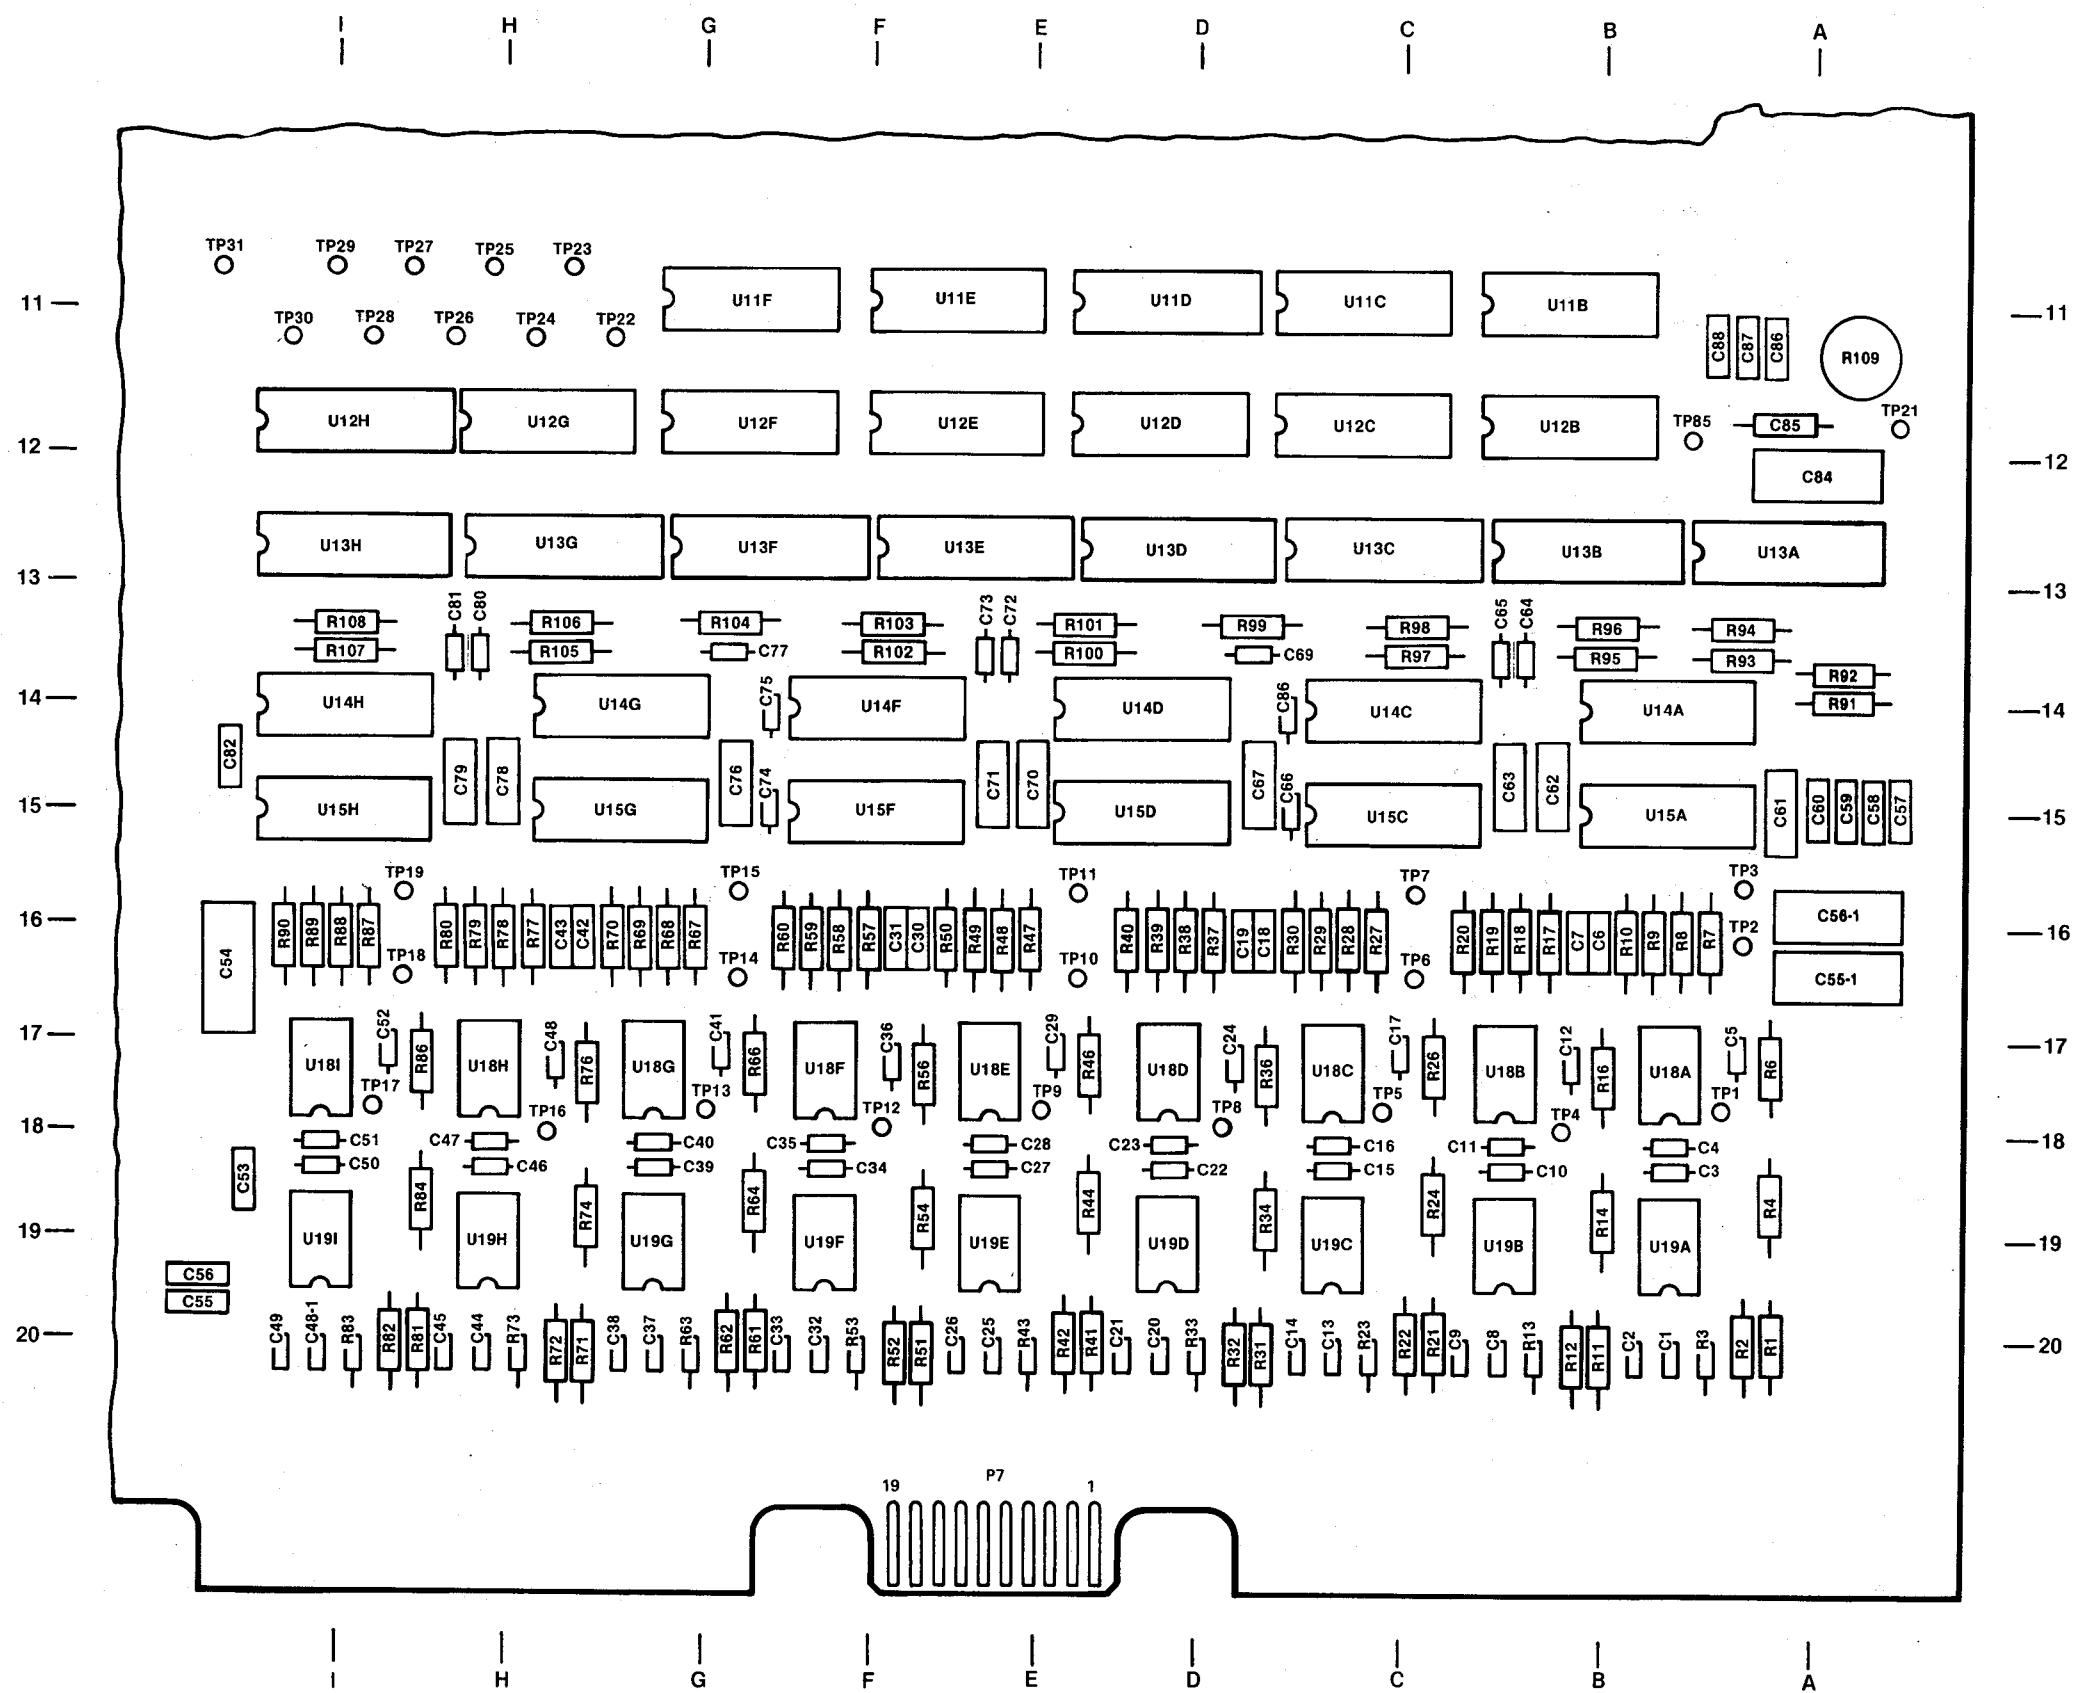 I H G F E D C B A
TP31 TP29 TP27 TP25 TP23
11 U11F U11E U11D U11C U11B 11
TP30 TP28 TP26 TP24 TP22
C88 C87 C86 R109
U12H U12G U12F U12E U12D U12C U12B TP85 C85 TP21
12 12
C84
U13H U13G U13F U13E U13D U13C U13B U13A
13 13
C81 C80 C73 C72 C65 C64
R108 R106 R104 R103 R101 R99 R98 R96 R94
R107 R105 C77 R102 R100 C69 R97 R95 R93
R92
14 U14H U14G C75 U14F U14D C86 U14C U14A R91 14
C82 C79 C78 C76 C74 C71 C70 C67 C66 C63 C62
15 U15H U15G U15F U15D U15C U15A C61 C60 C59 C58 C57 15
TP19 TP15 TP11 TP7 TP3
16 C56-1 16
C54 R90 R89 R88 R87 R80 R79 R78 R77 C43 C42 R70 R69 R68 R67 R60 R59 R58 R57 C31 C30 R50 R49 R48 R47 R40 R39 R38 R37 C19 C18 R30 R29 R28 R27 R20 R19 R18 R17 C7 C6 R10 R9 R8 R7 TP2
TP18 TP14 TP10 TP6 C55-1
17 C52 C48 C41 C36 C29 C24 C17 C12 C5 17
U18I R86 U18H R76 U18G R66 U18F R56 U18E R46 U18D R36 U18C R26 U18B R16 U18A R6
TP17 TP16 TP13 TP12 TP9 TP8 TP5 TP4 TP1
18 C51 C47 C40 C35 C28 C23 C16 C11 C4 18
C50 C46 C39 C34 C27 C22 C15 C10 C3
C53 R84 R74 R64 R54 R44 R34 R24 R14 R4
19 U19I U19H U19G U19F U19E U19D U19C U19B U19A 19
C56
C55
20 C49 C48-1 R83 R82 R81 C45 C44 R73 R72 R71 C38 C37 R63 R62 R61 C33 C32 R53 R52 R51 C26 C25 R43 R42 R41 C21 C20 R33 R32 R31 C14 C13 R23 R22 R21 C9 C8 R13 R12 R11 C2 C1 R3 R2 R1 20
19 P7 1
I H G F E D C B A